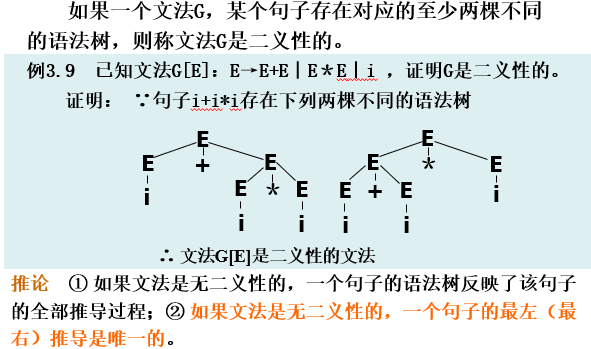 如果一个文法G，某个句子存在对应的至少两棵不同
的语法树，则称文法G是二义性的。
例3.9 已知文法G[E]：E→E+E｜E＊E｜i ，证明G是二义性的。
证明： ∵句子i+i*i存在下列两棵不同的语法树
E E
E + E E * E
i E * E E + E i
i i i i
∴ 文法G[E]是二义性的文法
推论 ① 如果文法是无二义性的，一个句子的语法树反映了该句子
的全部推导过程；② 如果文法是无二义性的，一个句子的最左（最
右）推导是唯一的。